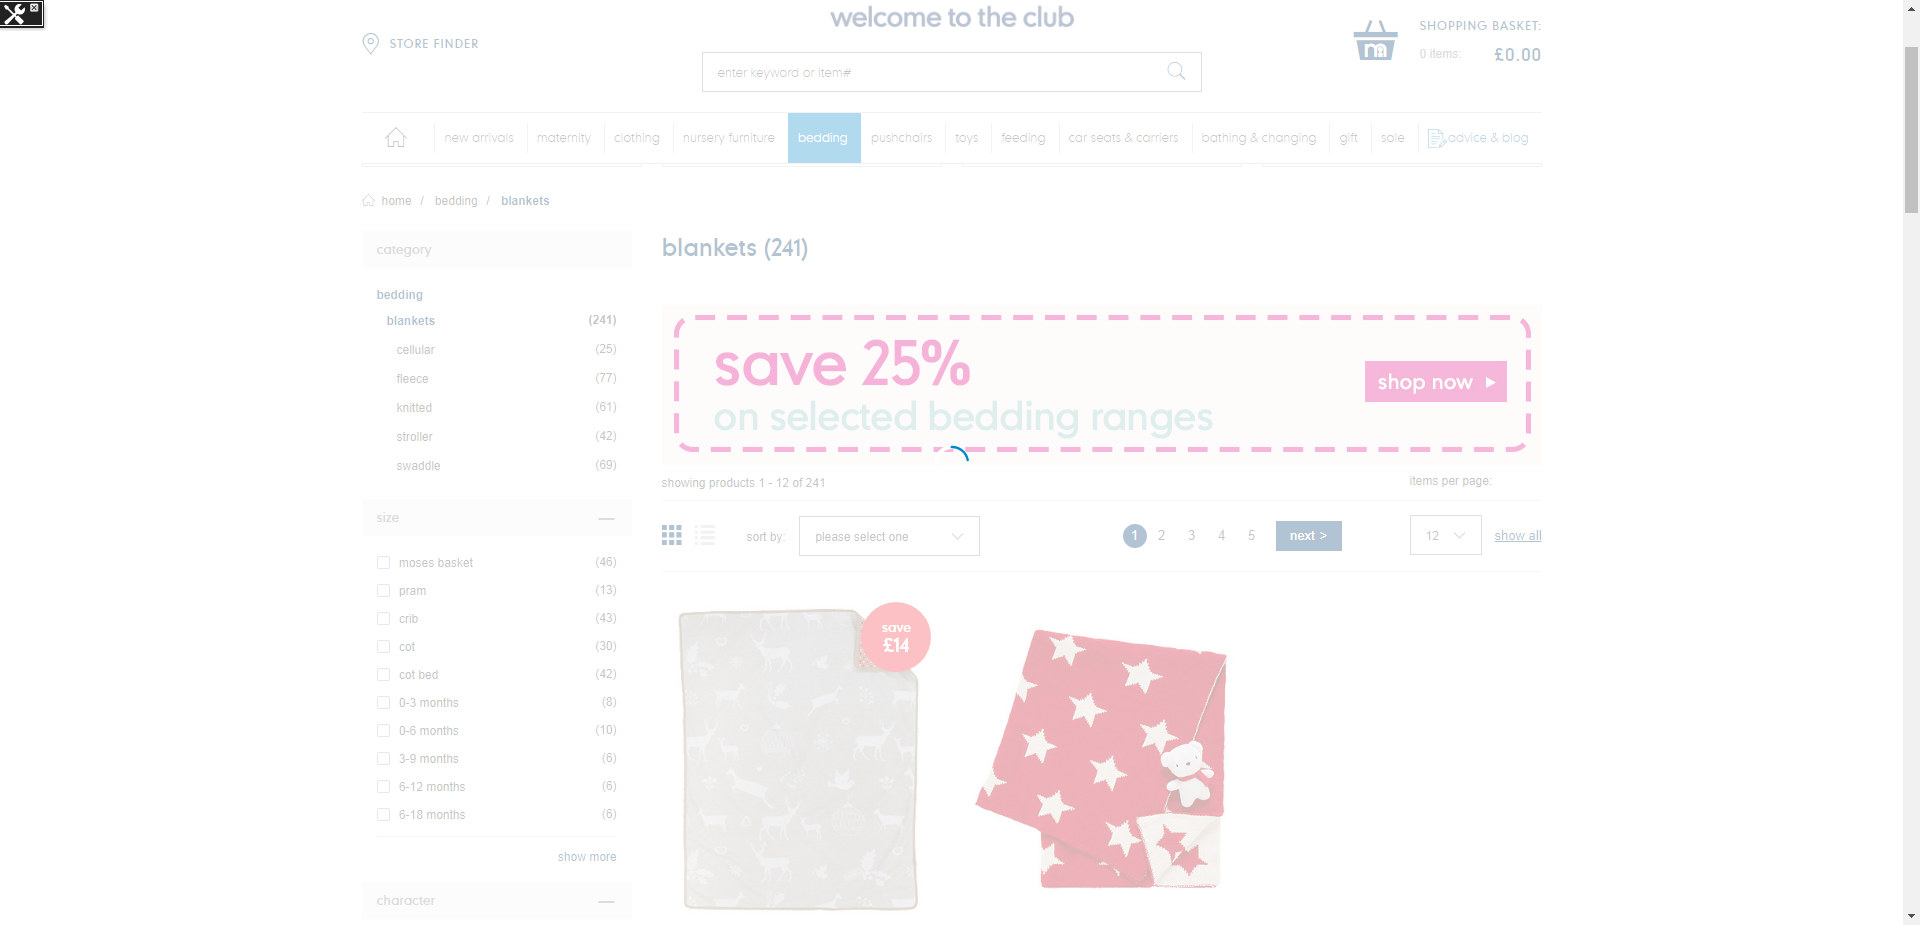 welcome to the club
STORE FINDER
enter keyword or item#
SHOPPING BASKET:
0 items: £0.00
new arrivals
maternity
clothing
nursery furniture
bedding
pushchairs
toys
feeding
car seats & carriers
bathing & changing
gift
sale
advice & blog
home / bedding / blankets
category
bedding
blankets (241)
cellular (25)
fleece (77)
knitted (61)
stroller (42)
swaddle (69)
size
moses basket (46)
pram (13)
crib (43)
cot (30)
cot bed (42)
0-3 months (8)
0-6 months (10)
3-9 months (6)
6-12 months (6)
6-18 months (6)
show more
character
blankets (241)
save 25%
on selected bedding ranges
shop now
showing products 1 - 12 of 241
items per page:
sort by: please select one
1 2 3 4 5 next >
12 show all
save
£14